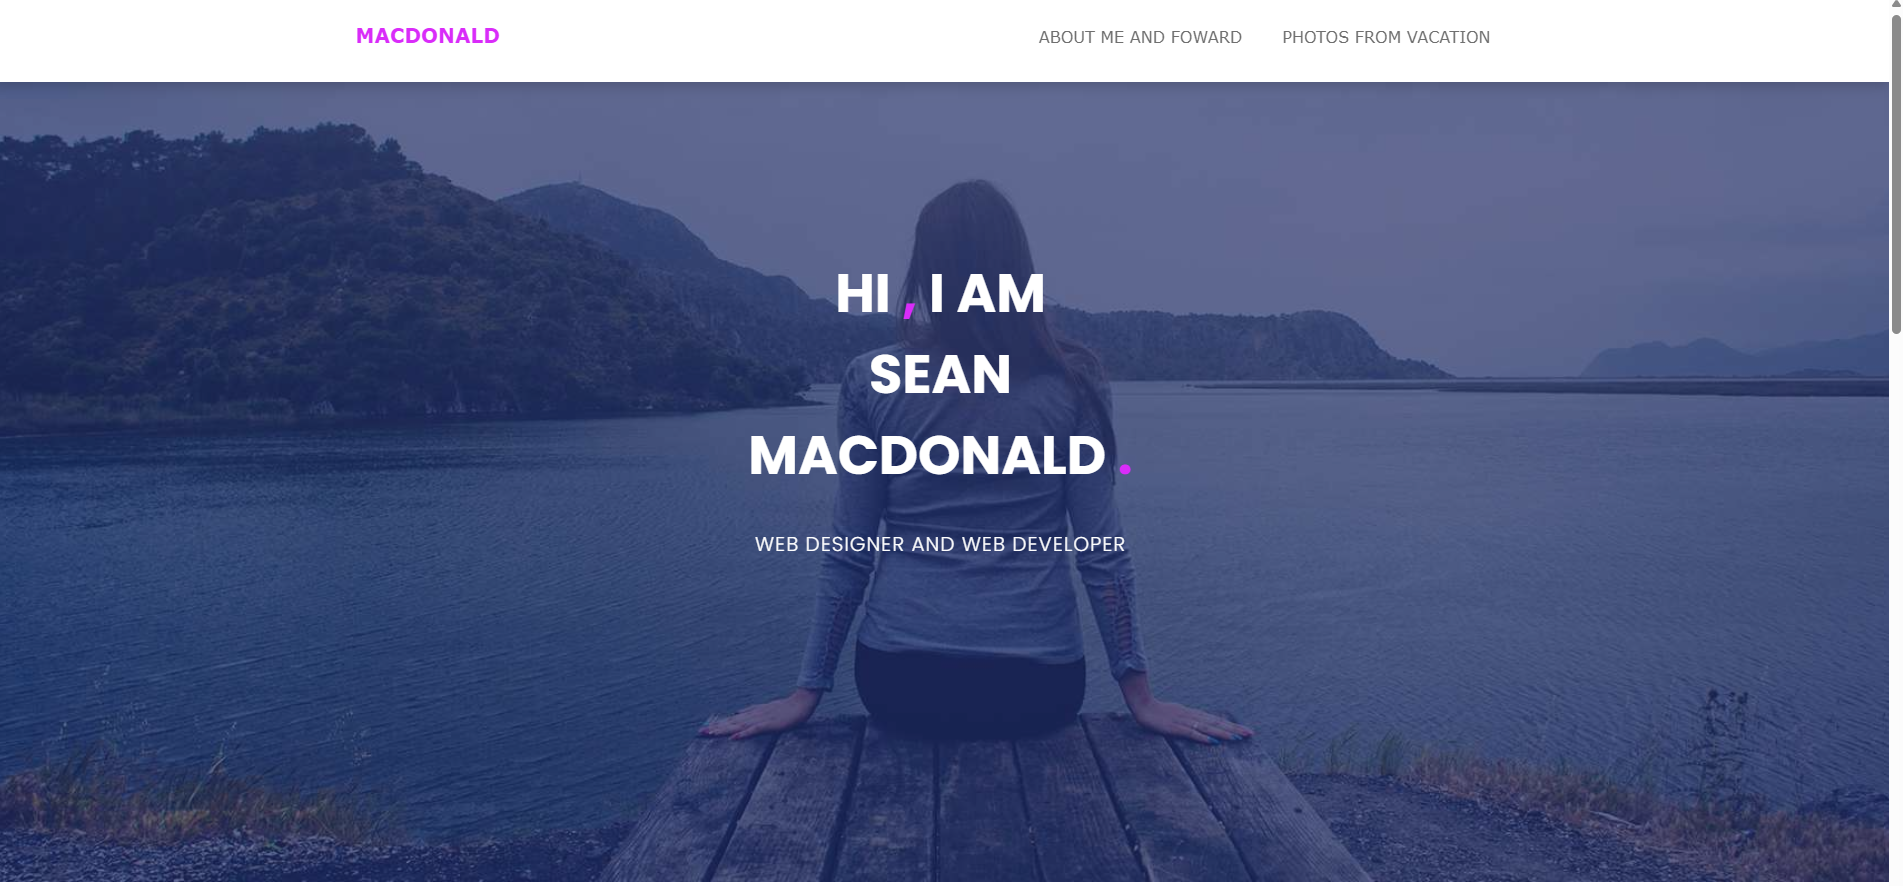 MACDONALD
ABOUT ME AND FOWARD
PHOTOS FROM VACATION
HI , I AM
SEAN
MACDONALD .
WEB DESIGNER AND WEB DEVELOPER